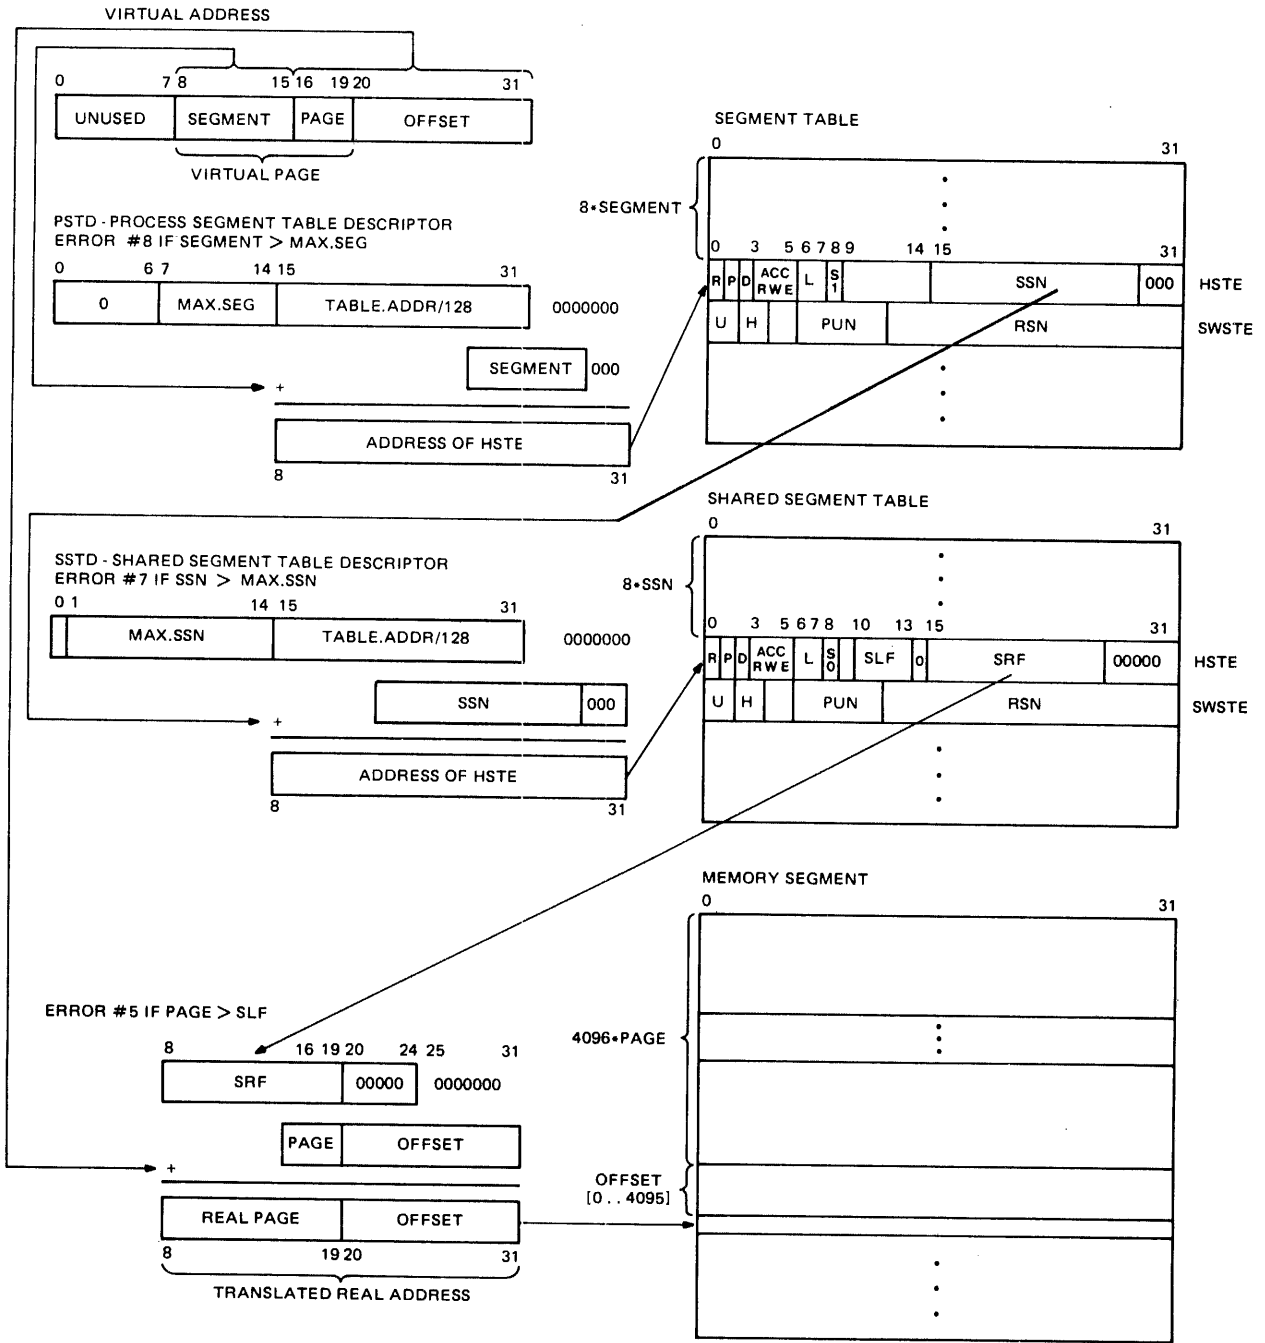 VIRTUAL ADDRESS
0 7 8 15 16 19 20 31
UNUSED SEGMENT PAGE OFFSET
VIRTUAL PAGE
PSTD - PROCESS SEGMENT TABLE DESCRIPTOR
ERROR #8 IF SEGMENT > MAX.SEG
0 6 7 14 15 31
0 MAX.SEG TABLE.ADDR/128 0000000
SEGMENT 000
+
ADDRESS OF HSTE
8 31
SEGMENT TABLE
0 31
8*SEGMENT
0 3 5 6 7 8 9 14 15 31
R P D ACC RWE L S 1 SSN 000 HSTE
U H PUN RSN SWSTE
SSTD - SHARED SEGMENT TABLE DESCRIPTOR
ERROR #7 IF SSN > MAX.SSN
0 1 14 15 31
MAX.SSN TABLE.ADDR/128 0000000
SSN 000
+
ADDRESS OF HSTE
8 31
SHARED SEGMENT TABLE
0 31
8*SSN
0 3 5 6 7 8 10 13 15 31
R P D ACC RWE L S 0 SLF 0 SRF 00000 HSTE
U H PUN RSN SWSTE
ERROR #5 IF PAGE > SLF
8 16 19 20 24 25 31
SRF 00000 0000000
PAGE OFFSET
+
REAL PAGE OFFSET
8 19 20 31
TRANSLATED REAL ADDRESS
MEMORY SEGMENT
0 31
4096*PAGE
OFFSET
[0 . . 4095]